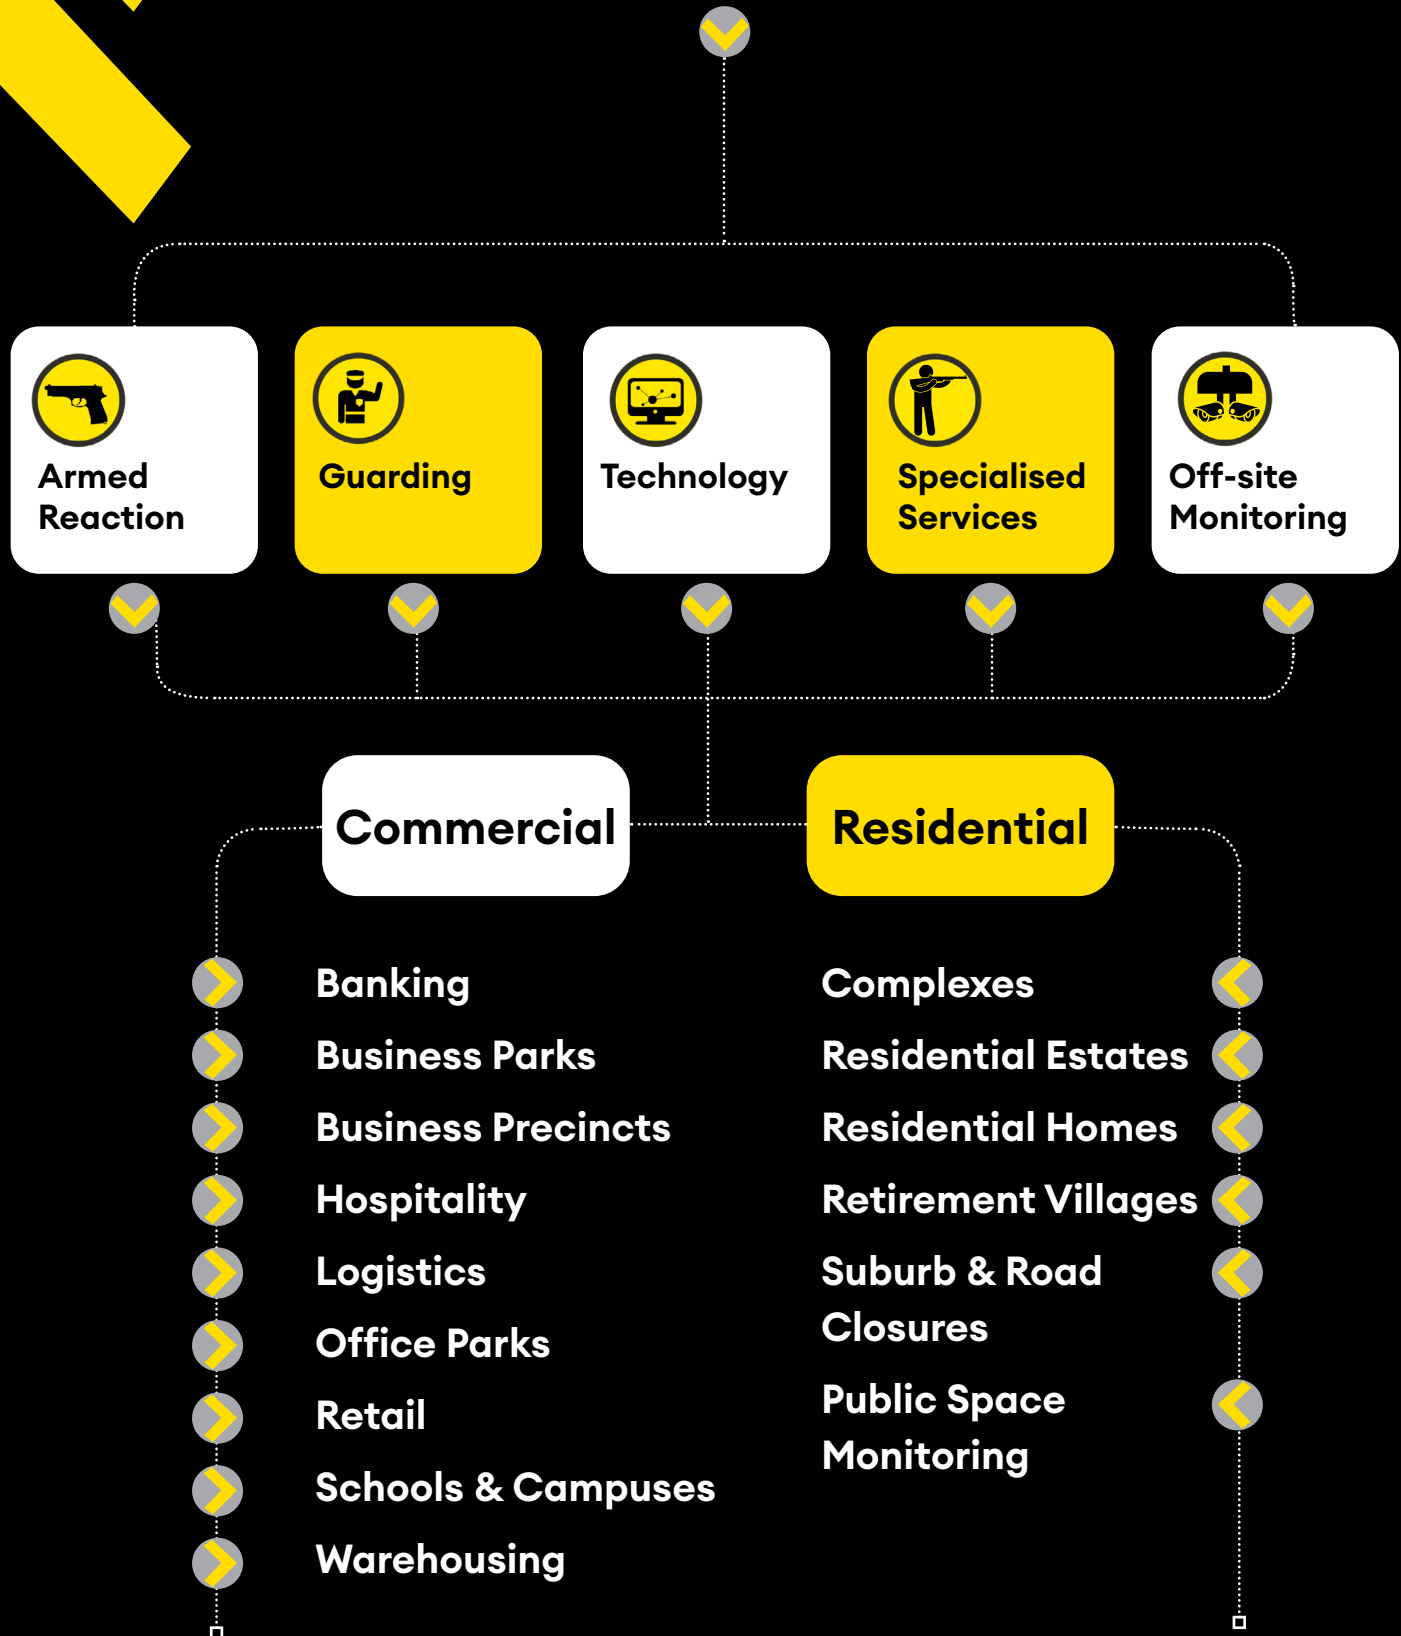 Armed
Reaction
Guarding
Technology
Specialised
Services
Off-site
Monitoring
Commercial
Residential
Banking
Business Parks
Business Precincts
Hospitality
Logistics
Office Parks
Retail
Schools & Campuses
Warehousing
Complexes
Residential Estates
Residential Homes
Retirement Villages
Suburb & Road
Closures
Public Space
Monitoring